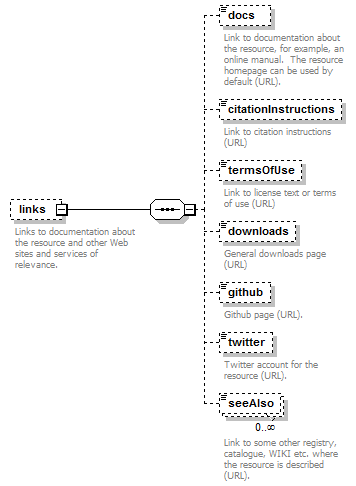 docs
Link to documentation about
the resource, for example, an
online manual.  The resource
homepage can be used by
default (URL).
citationInstructions
Link to citation instructions
(URL)
termsOfUse
Link to license text or terms
of use (URL)
links
Links to documentation about
the resource and other Web
sites and services of
relevance.
downloads
General downloads page
(URL)
github
Github page (URL).
twitter
Twitter account for the
resource (URL).
seeAlso
0..∞
Link to some other registry,
catalogue, WIKI etc. where
the resource is described
(URL).